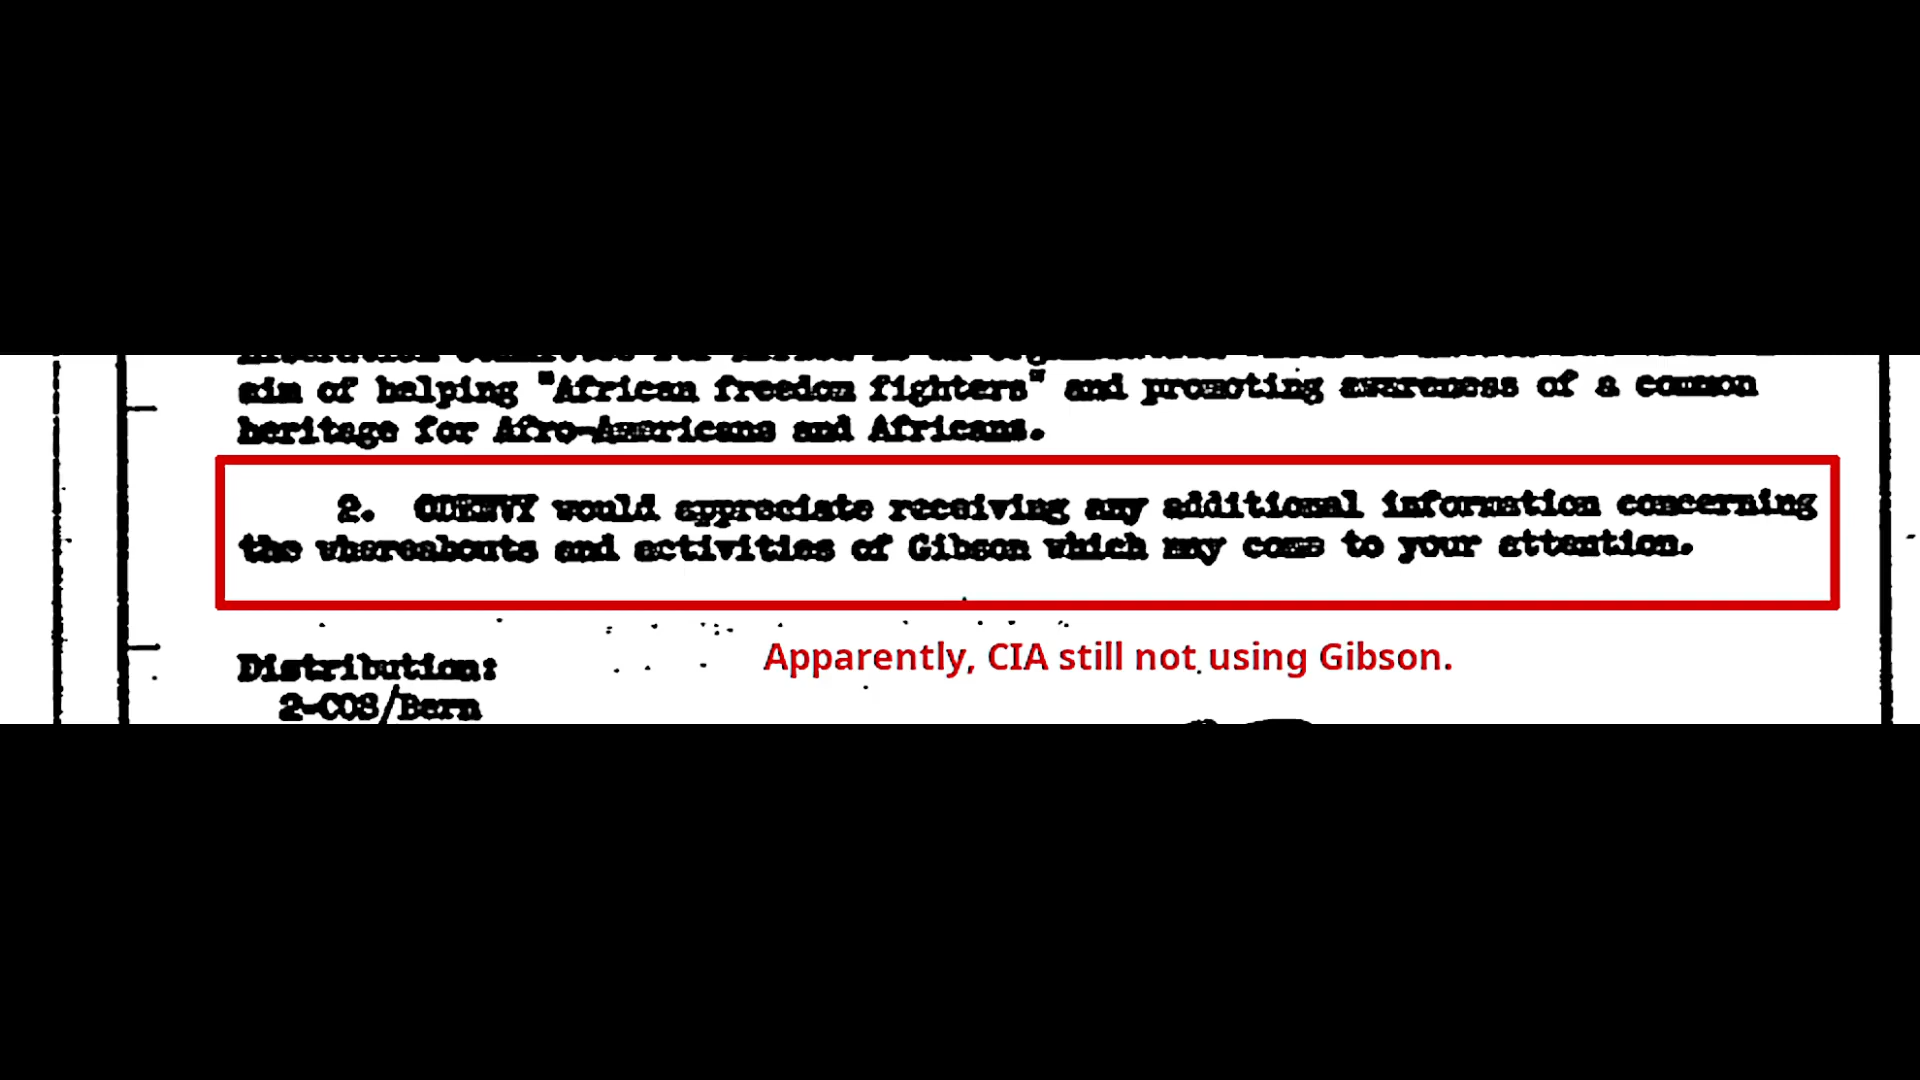 aim of helping "African freedom fighters" and promoting awareness of a common
heritage for Afro-Americans and Africans.
2. ODENVY would appreciate receiving any additional information concerning
the whereabouts and activities of Gibson which may come to your attention.
Apparently, CIA still not using Gibson.
Distribution:
2-COS/Bern